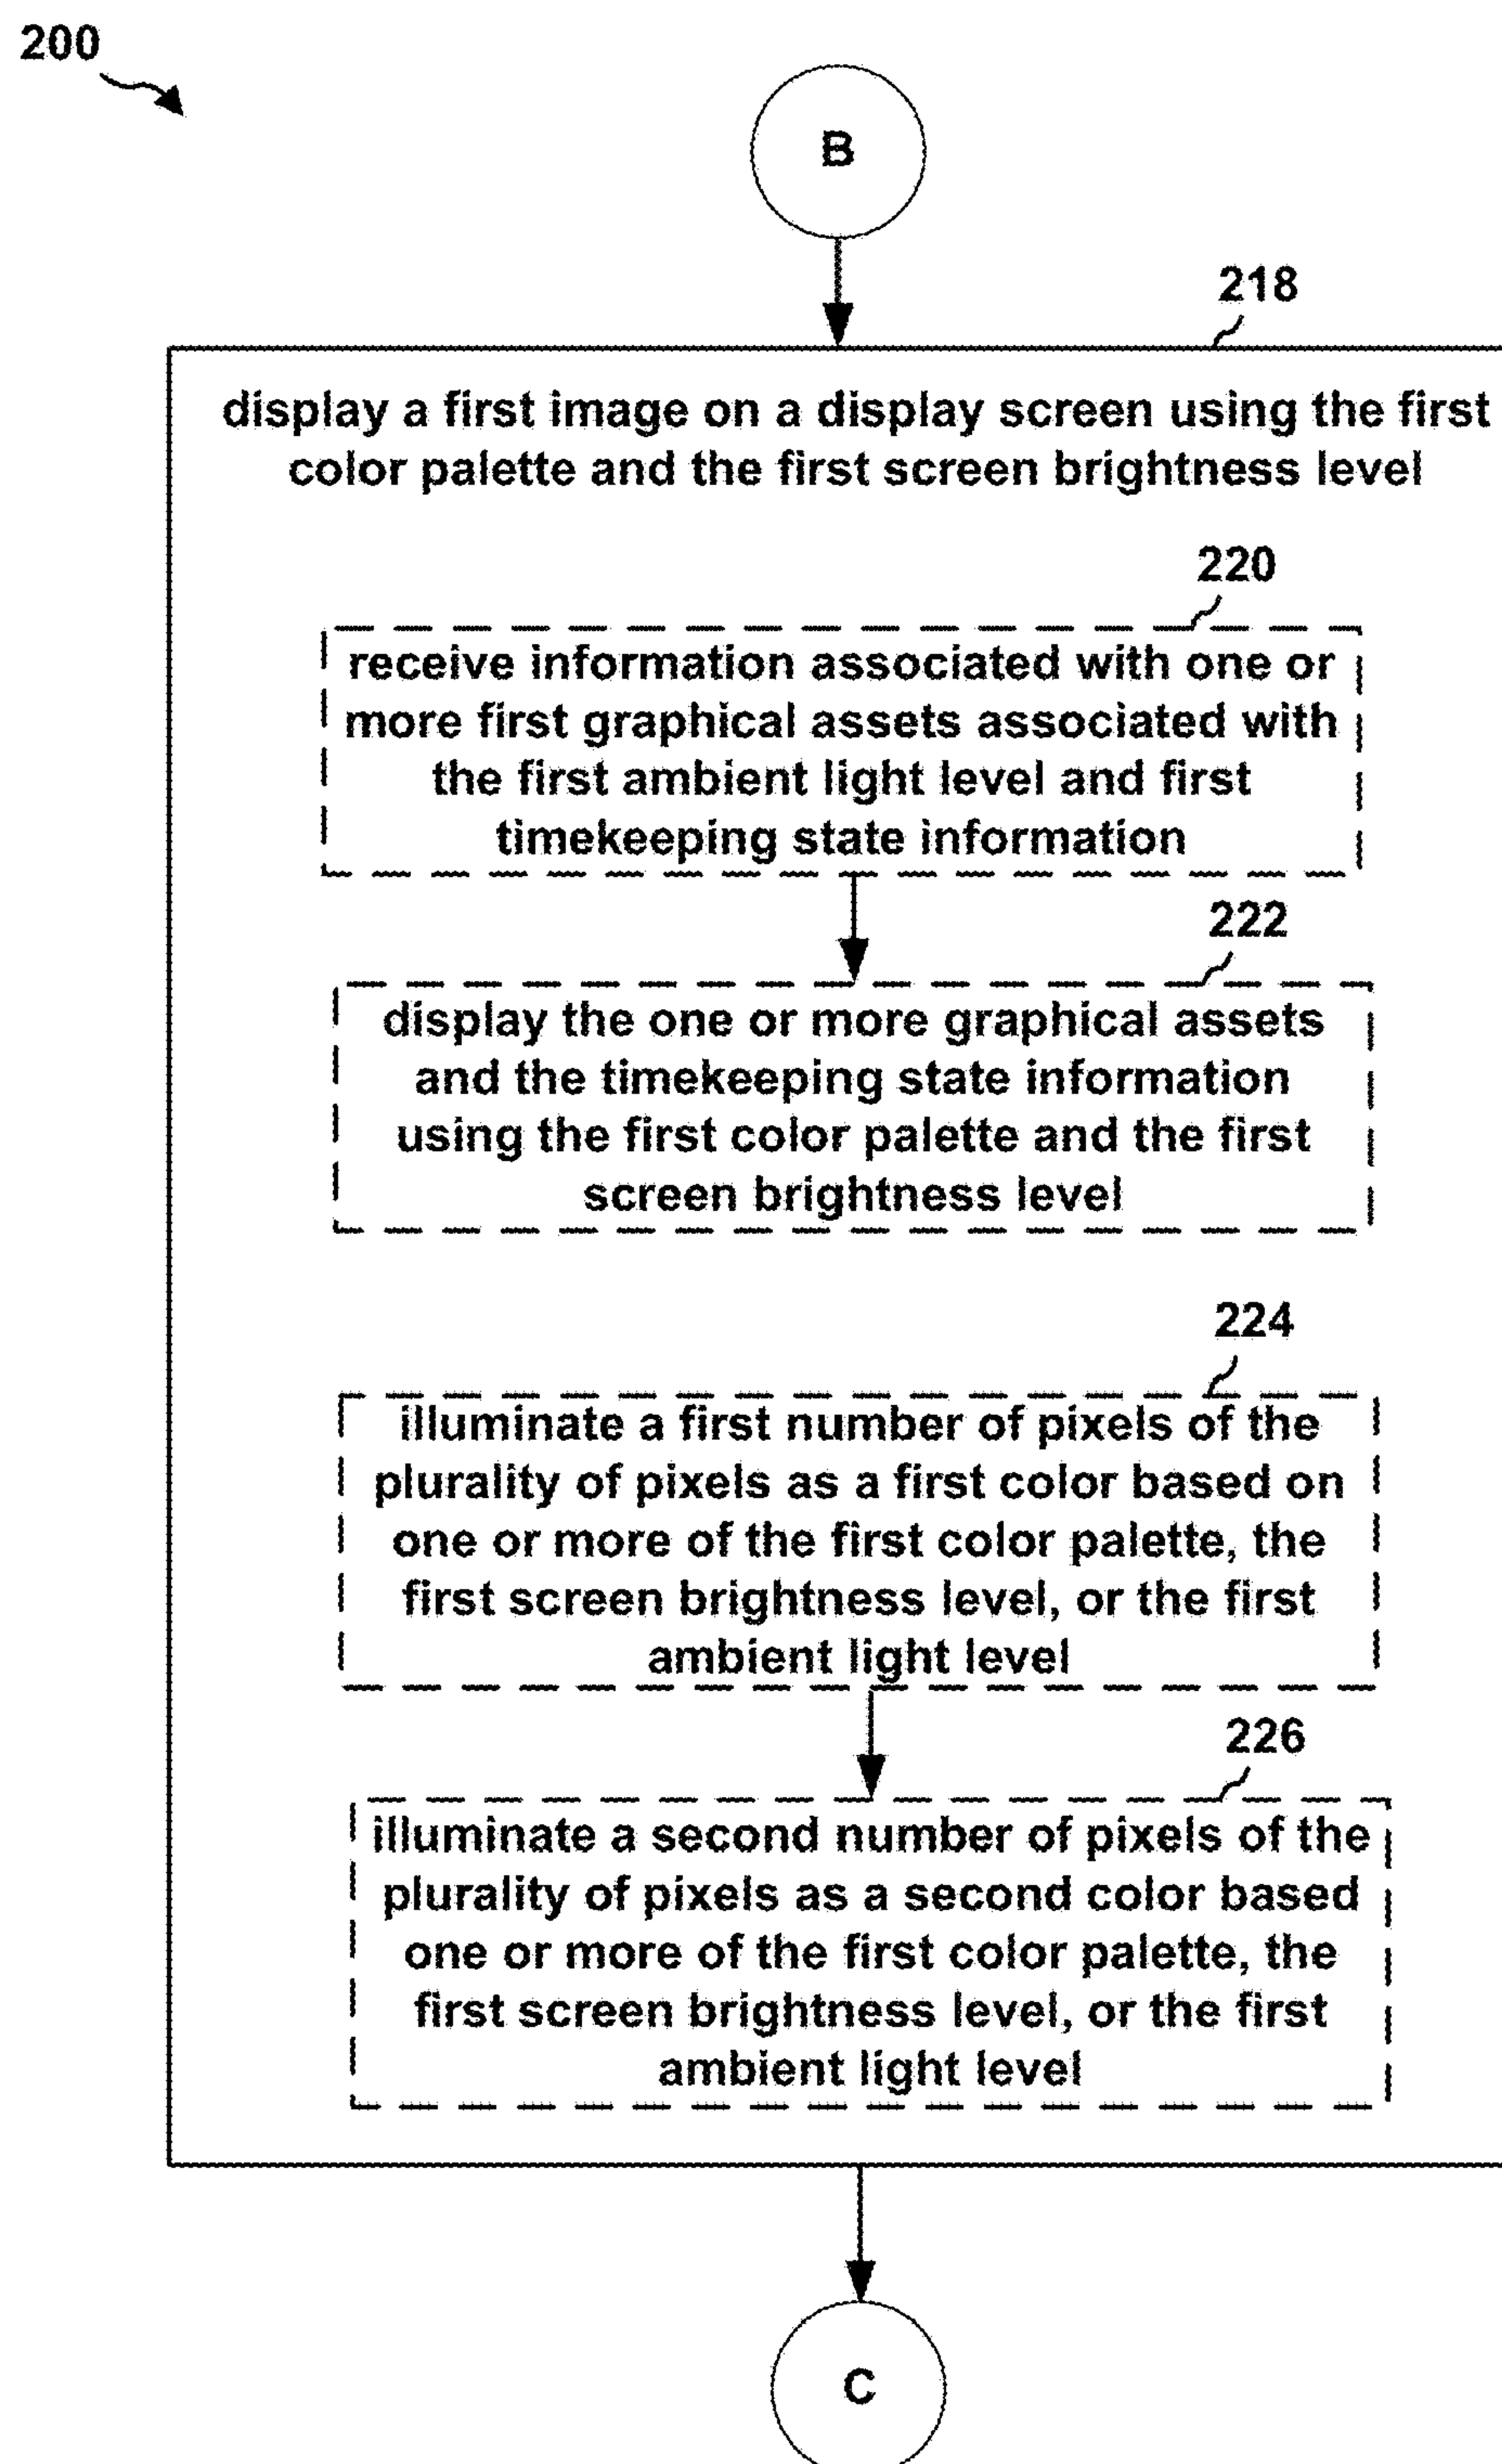 200
B
218
display a first image on a display screen using the first
color palette and the first screen brightness level
220
receive information associated with one or
more first graphical assets associated with
the first ambient light level and first
timekeeping state information
222
display the one or more graphical assets
and the timekeeping state information
using the first color palette and the first
screen brightness level
224
illuminate a first number of pixels of the
plurality of pixels as a first color based on
one or more of the first color palette, the
first screen brightness level, or the first
ambient light level
226
illuminate a second number of pixels of the
plurality of pixels as a second color based
one or more of the first color palette, the
first screen brightness level, or the first
ambient light level
C